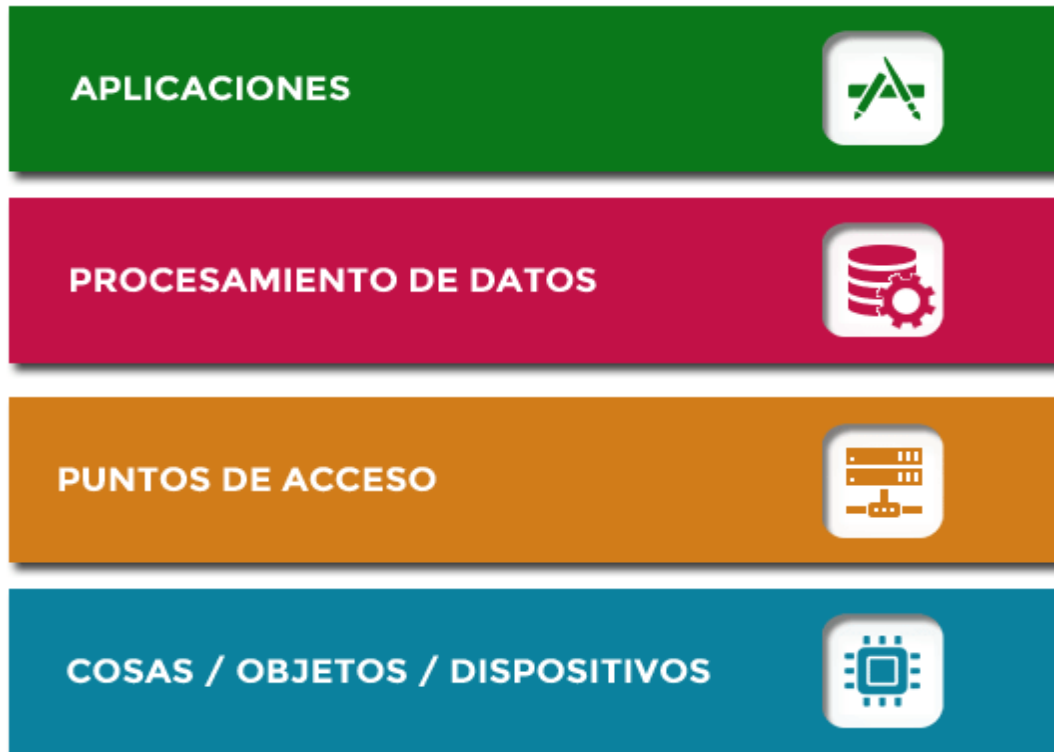 APLICACIONES
PROCESAMIENTO DE DATOS
PUNTOS DE ACCESO
COSAS / OBJETOS / DISPOSITIVOS